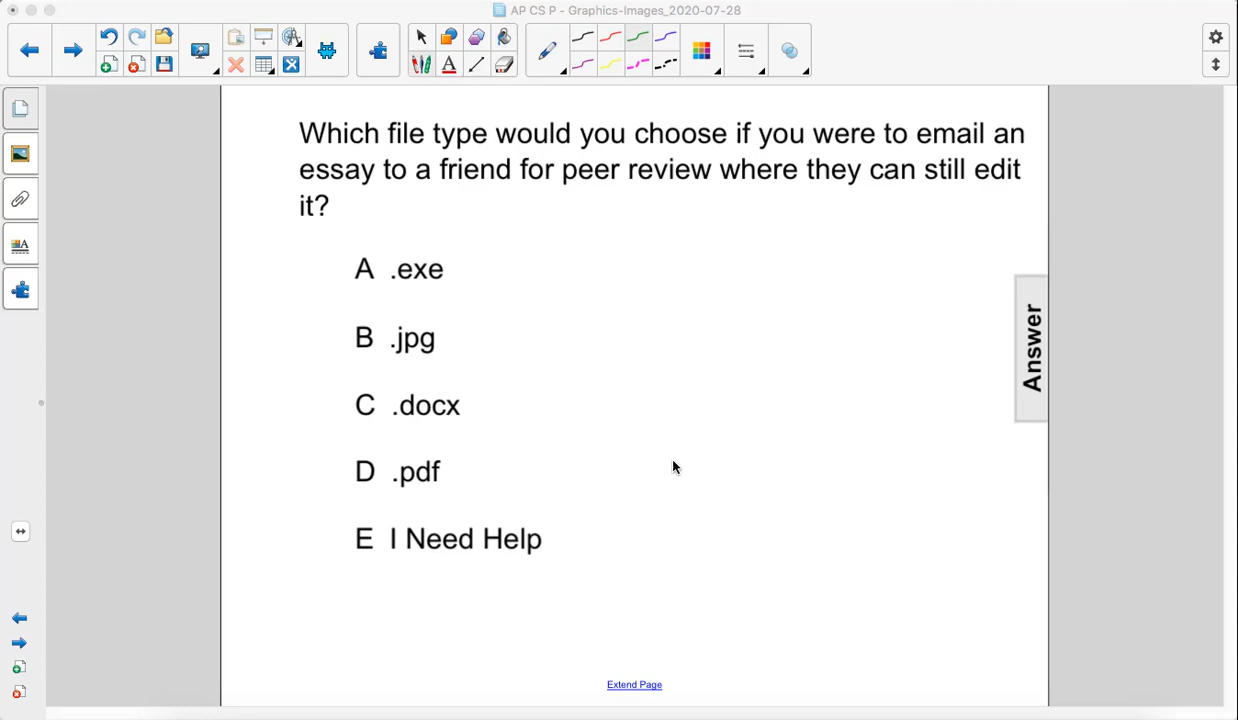 AP CS P - Graphics-Images_2020-07-28
Which file type would you choose if you were to email an
essay to a friend for peer review where they can still edit
it?
A .exe
B .jpg
C .docx
D .pdf
E I Need Help
Answer
Extend Page